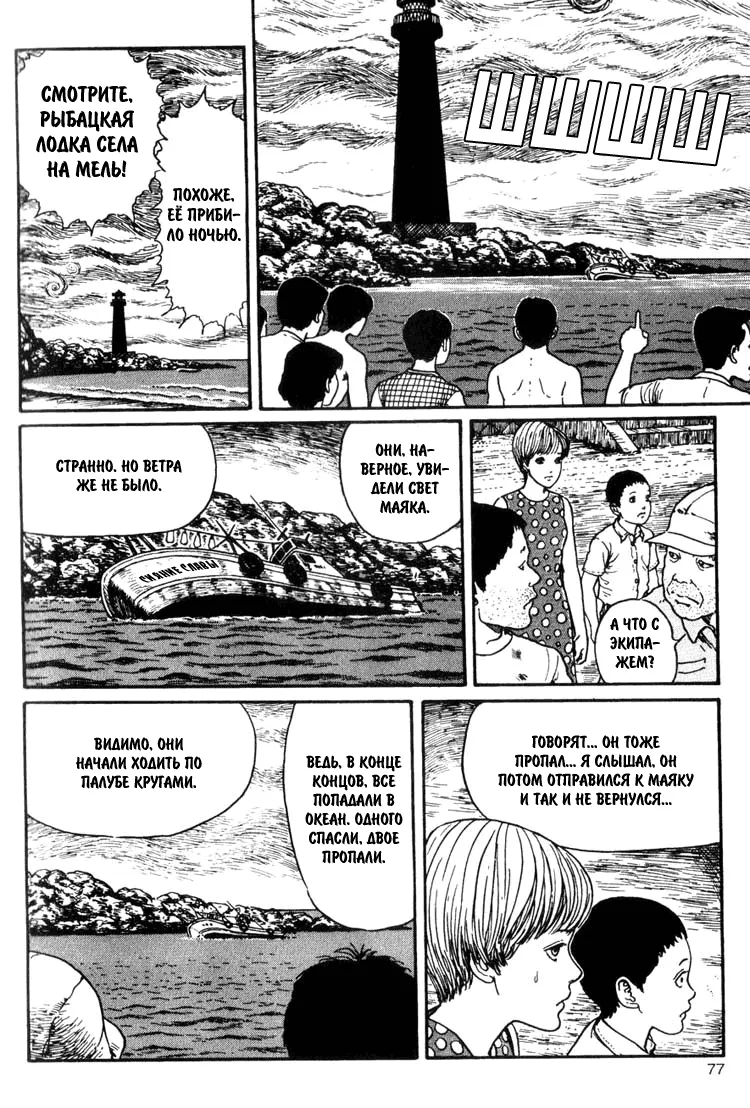 СМОТРИТЕ,
РЫБАЦКАЯ
ЛОДКА СЕЛА
НА МЕЛЬ!
ПОХОЖЕ,
ЕЁ ПРИБИ-
ЛО НОЧЬЮ.
ШШШШ
СТРАННО, НО ВЕТРА
ЖЕ НЕ БЫЛО.
ОНИ, НА-
ВЕРНОЕ, УВИ-
ДЕЛИ СВЕТ
МАЯКА.
СИЯНИЕ СЛАВЫ
А ЧТО С
ЭКИПА-
ЖЕМ?
ВИДИМО, ОНИ
НАЧАЛИ ХОДИТЬ ПО
ПАЛУБЕ КРУГАМИ.
ВЕДЬ, В КОНЦЕ
КОНЦОВ, ВСЕ
ПОПАДАЛИ В
ОКЕАН. ОДНОГО
СПАСЛИ, ДВОЕ
ПРОПАЛИ.
ГОВОРЯТ... ОН ТОЖЕ
ПРОПАЛ... Я СЛЫШАЛ, ОН
ПОТОМ ОТПРАВИЛСЯ К МАЯКУ
И ТАК И НЕ ВЕРНУЛСЯ...
77